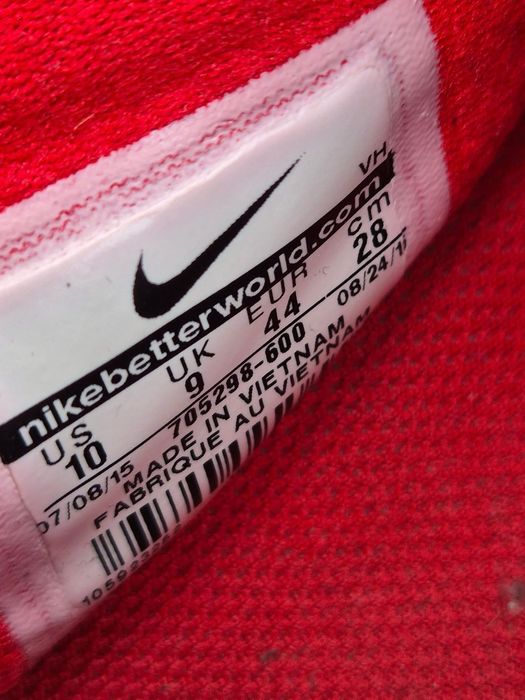 VH
nikebetterworld.com
US UK EUR cm
10 9 44 28
07/08/15 705298-600
MADE IN VIETNAM
FABRIQUE AU VIETNAM